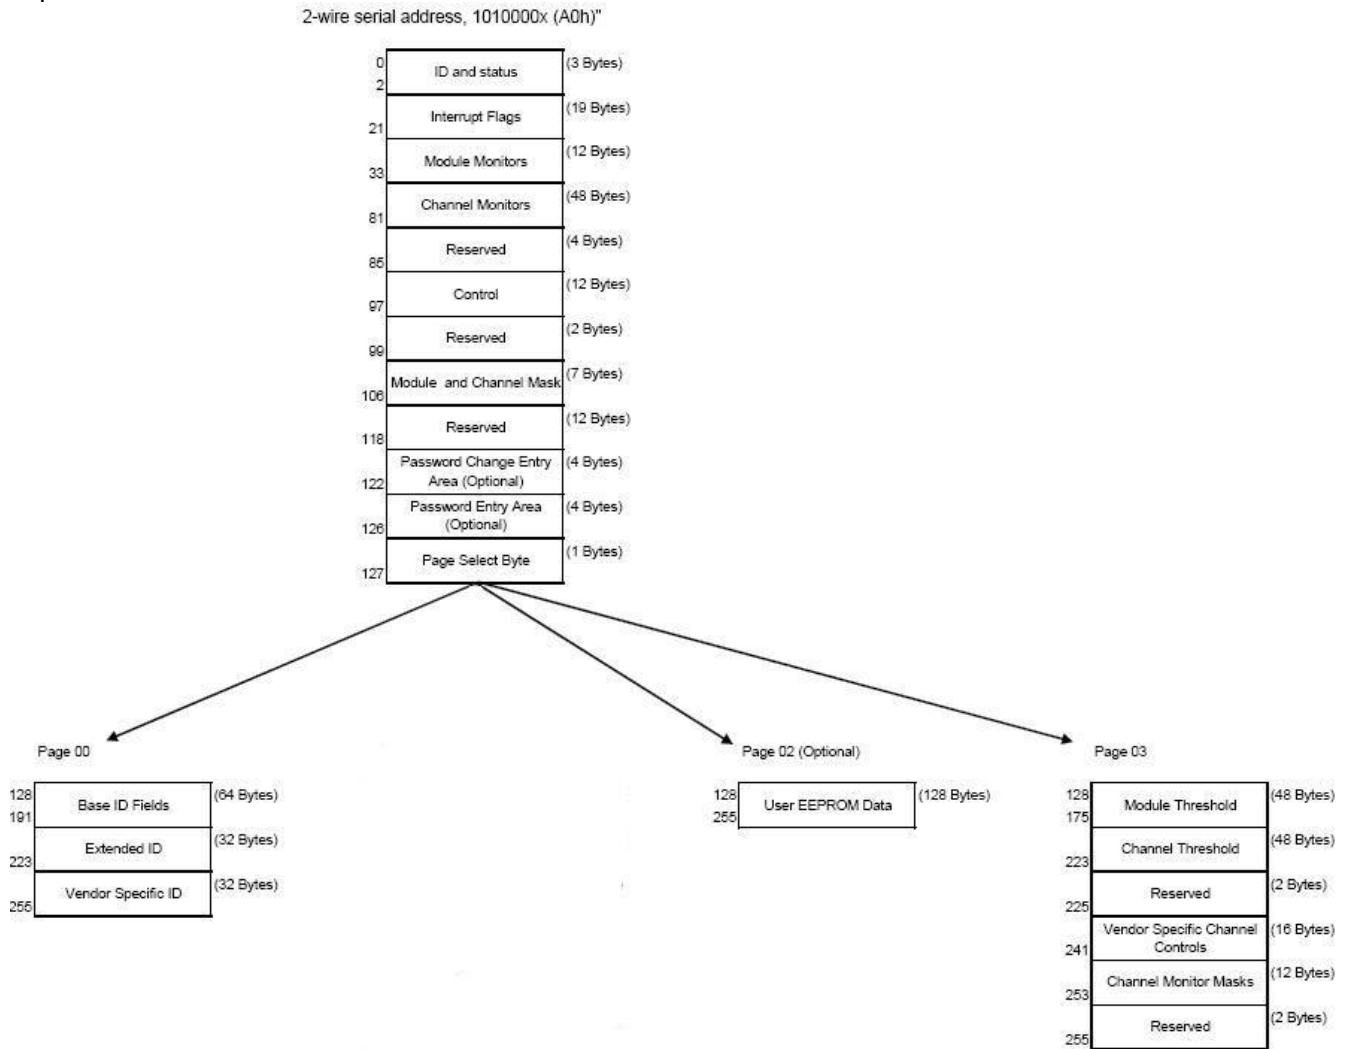 2-wire serial address, 1010000x (A0h)"
0
2
ID and status
(3 Bytes)
21
Interrupt Flags
(19 Bytes)
33
Module Monitors
(12 Bytes)
81
Channel Monitors
(48 Bytes)
85
Reserved
(4 Bytes)
97
Control
(12 Bytes)
99
Reserved
(2 Bytes)
106
Module and Channel Mask
(7 Bytes)
118
Reserved
(12 Bytes)
122
Password Change Entry
Area (Optional)
(4 Bytes)
126
Password Entry Area
(Optional)
(4 Bytes)
127
Page Select Byte
(1 Bytes)
Page 00
128
191
Base ID Fields
(64 Bytes)
223
Extended ID
(32 Bytes)
255
Vendor Specific ID
(32 Bytes)
Page 02 (Optional)
128
255
User EEPROM Data
(128 Bytes)
Page 03
128
175
Module Threshold
(48 Bytes)
223
Channel Threshold
(48 Bytes)
225
Reserved
(2 Bytes)
241
Vendor Specific Channel
Controls
(16 Bytes)
253
Channel Monitor Masks
(12 Bytes)
255
Reserved
(2 Bytes)